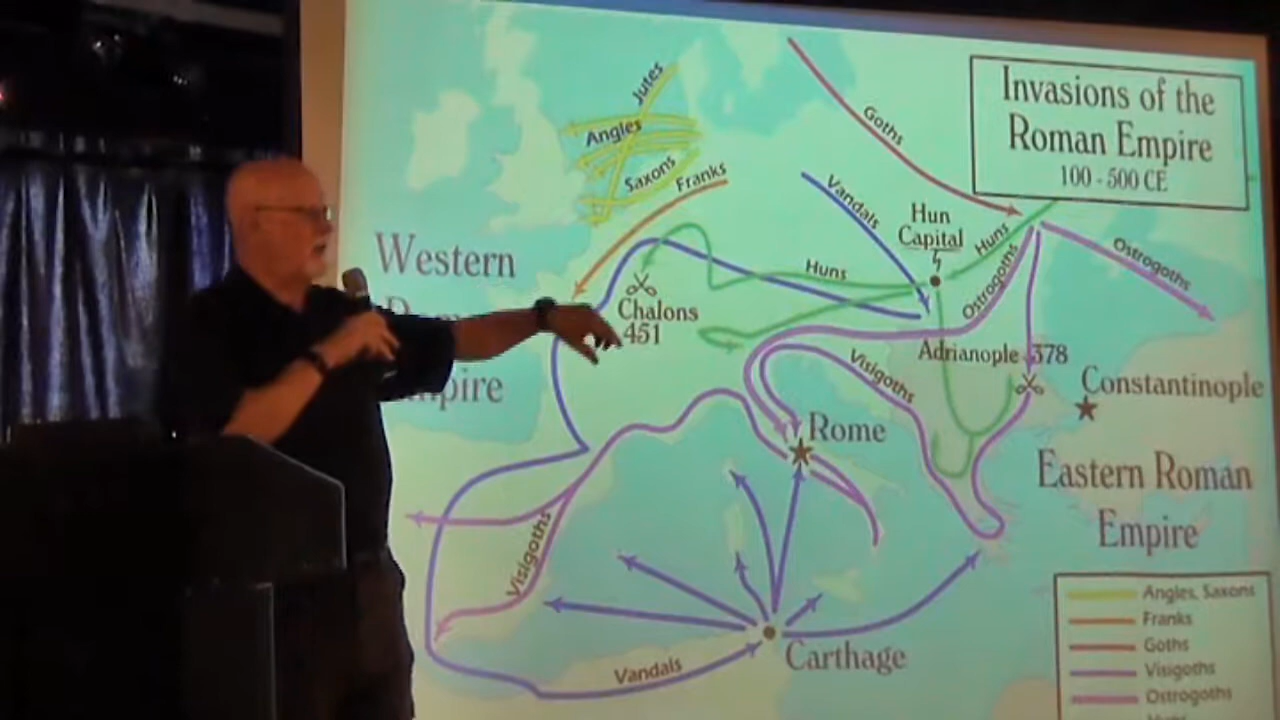 Invasions of the
Roman Empire
100 - 500 CE
Jutes
Angles
Saxons
Franks
Goths
Vandals
Hun
Capital
Huns
Ostrogoths
Ostrogoths
Western
Huns
Chalons
451
Adrianople 378
Visigoths
Constantinople
Rome
Eastern Roman
Empire
Visigoths
Carthage
Vandals
Angles, Saxons
Franks
Goths
Visigoths
Ostrogoths